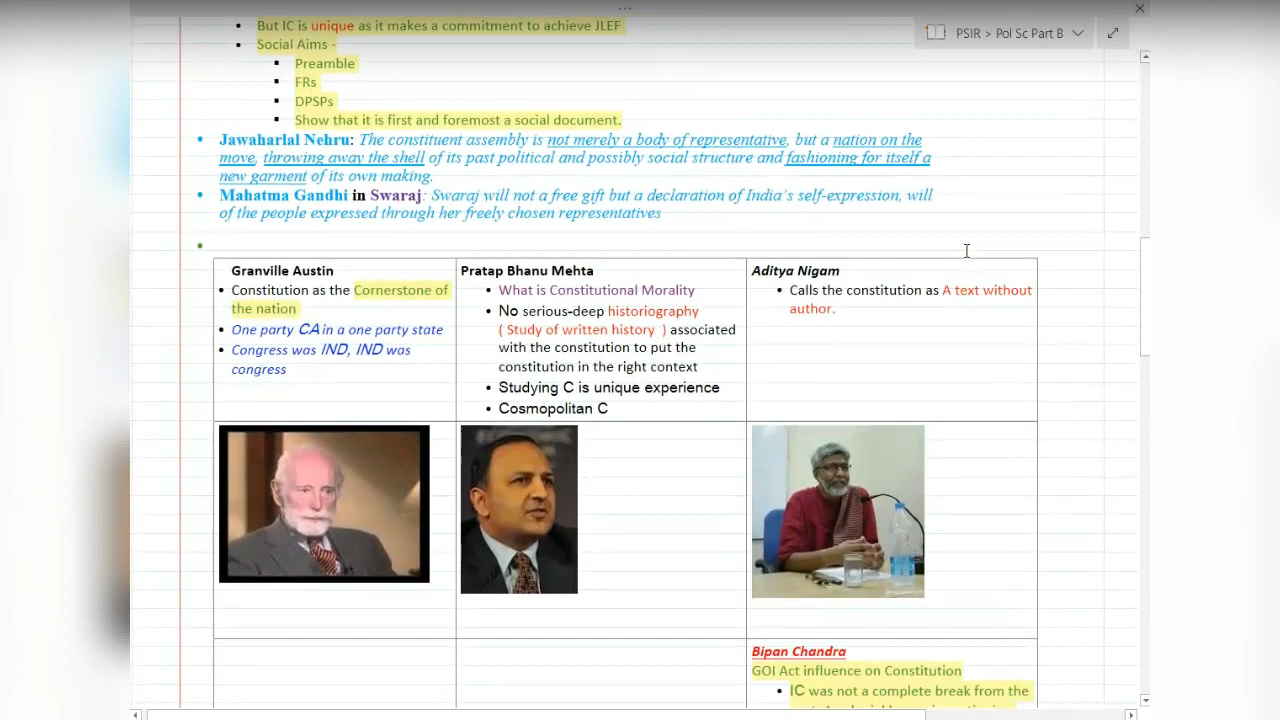 PSIR > Pol Sc Part B
But IC is unique as it makes a commitment to achieve JLEF
Social Aims -
Preamble
FRs
DPSPs
Show that it is first and foremost a social document.
Jawaharlal Nehru: The constituent assembly is not merely a body of representative, but a nation on the
move, throwing away the shell of its past political and possibly social structure and fashioning for itself a
new garment of its own making.
Mahatma Gandhi in Swaraj: Swaraj will not a free gift but a declaration of India's self-expression, will
of the people expressed through her freely chosen representatives
Granville Austin
Constitution as the Cornerstone of
the nation
One party CA in a one party state
Congress was IND, IND was
congress
Pratap Bhanu Mehta
What is Constitutional Morality
No serious-deep historiography
( Study of written history ) associated
with the constitution to put the
constitution in the right context
Studying C is unique experience
Cosmopolitan C
Aditya Nigam
Calls the constitution as A text without
author.
Bipan Chandra
GOI Act influence on Constitution
IC was not a complete break from the